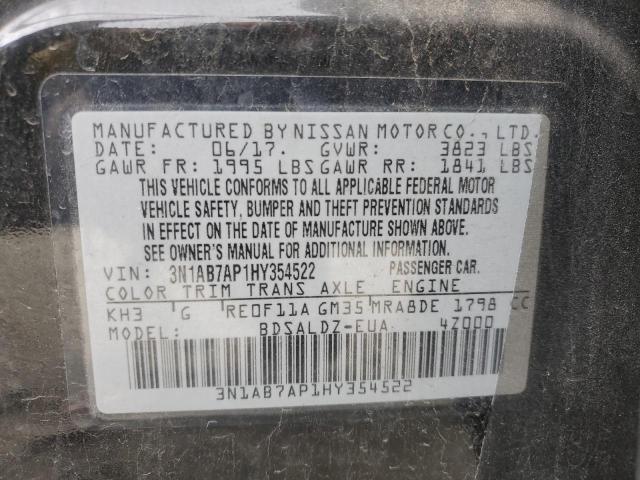 MANUFACTURED BY NISSAN MOTOR CO., LTD.
DATE: 06/17. GVWR: 3823 LBS
GAWR FR: 1995 LBS GAWR RR: 1841 LBS
THIS VEHICLE CONFORMS TO ALL APPLICABLE FEDERAL MOTOR
VEHICLE SAFETY, BUMPER AND THEFT PREVENTION STANDARDS
IN EFFECT ON THE DATE OF MANUFACTURE SHOWN ABOVE.
SEE OWNER'S MANUAL FOR ADDITIONAL INFORMATION.
VIN: 3N1AB7AP1HY354522 PASSENGER CAR.
COLOR TRIM TRANS AXLE ENGINE
KH3 G RE0F11A GM35 MRA8DE 1798 CC
MODEL: BDSALDZ-EUA 4Z000
3N1AB7AP1HY354522